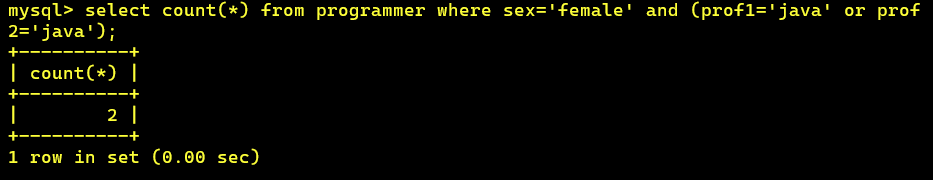 mysql> select count(*) from programmer where sex='female' and (prof1='java' or prof
2='java');
+----------+
| count(*) |
+----------+
|        2 |
+----------+
1 row in set (0.00 sec)